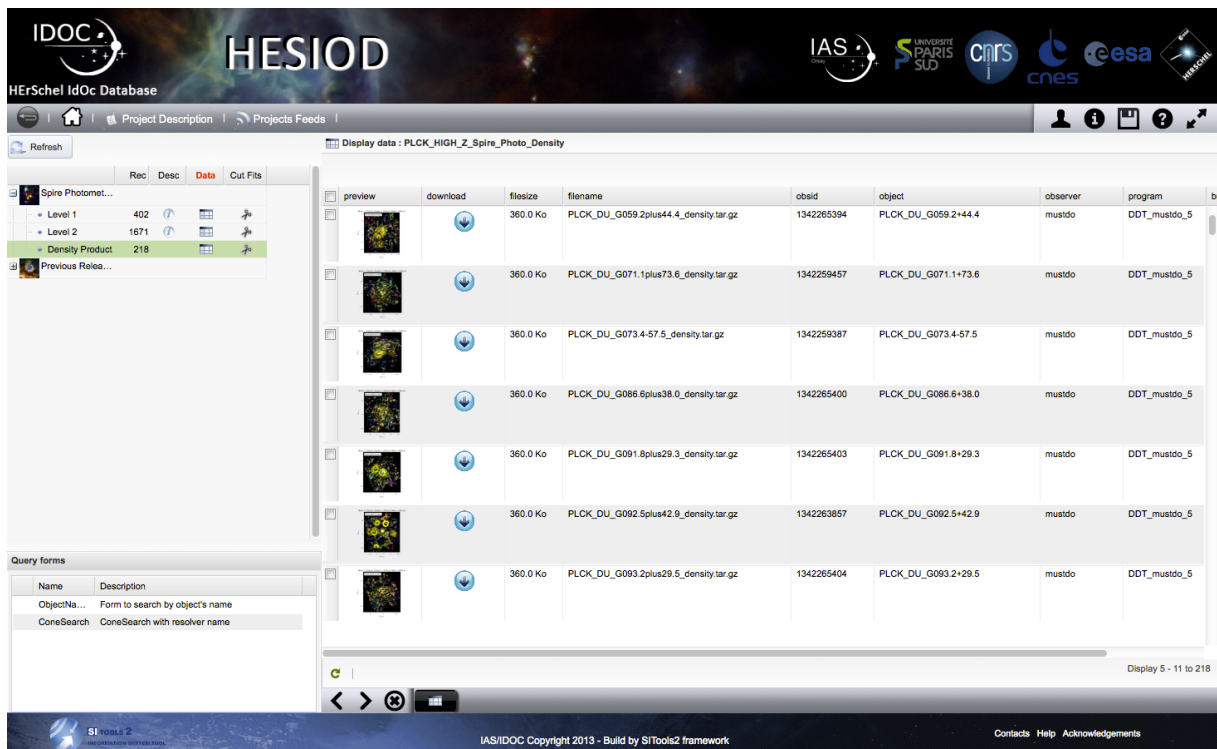 IDOC
HESIOD
IAS
Orsay
UNIVERSITÉ
PARIS
SUD
cnrs
cnes
esa
HERSCHEL
HErSchel IdOc Database
Project Description
Projects Feeds
Refresh
Display data : PLCK_HIGH_Z_Spire_Photo_Density
Rec Desc Data Cut Fits
Spire Photomet...
Level 1 402
Level 2 1671
Density Product 218
Previous Relea...
preview download filesize filename obsid object observer program b
360.0 Ko PLCK_DU_G059.2plus44.4_density.tar.gz 1342265394 PLCK_DU_G059.2+44.4 mustdo DDT_mustdo_5
360.0 Ko PLCK_DU_G071.1plus73.6_density.tar.gz 1342259457 PLCK_DU_G071.1+73.6 mustdo DDT_mustdo_5
360.0 Ko PLCK_DU_G073.4-57.5_density.tar.gz 1342259387 PLCK_DU_G073.4-57.5 mustdo DDT_mustdo_5
360.0 Ko PLCK_DU_G086.6plus38.0_density.tar.gz 1342265400 PLCK_DU_G086.6+38.0 mustdo DDT_mustdo_5
360.0 Ko PLCK_DU_G091.8plus29.3_density.tar.gz 1342265403 PLCK_DU_G091.8+29.3 mustdo DDT_mustdo_5
360.0 Ko PLCK_DU_G092.5plus42.9_density.tar.gz 1342263857 PLCK_DU_G092.5+42.9 mustdo DDT_mustdo_5
360.0 Ko PLCK_DU_G093.2plus29.5_density.tar.gz 1342265404 PLCK_DU_G093.2+29.5 mustdo DDT_mustdo_5
Query forms
Name Description
ObjectNa... Form to search by object's name
ConeSearch ConeSearch with resolver name
Display 5 - 11 to 218
SI TOOLS 2
INFORMATION SYSTEM TOOL
IAS/IDOC Copyright 2013 - Build by SITools2 framework
Contacts Help Acknowledgements